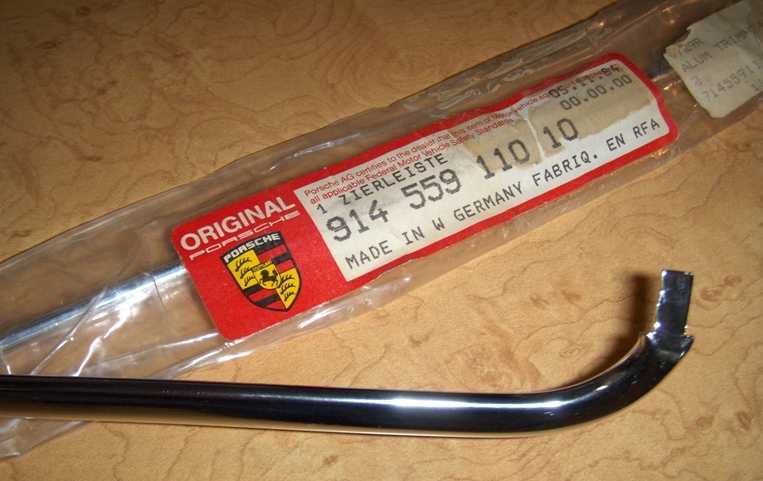 ORIGINAL
PORSCHE
PORSCHE
Porsche AG certifies to the dealer that this item of Motor vehicle
all applicable Federal Motor Vehicle Safety Standards.
05.11.84
1 ZIERLEISTE
00.00.00
914 559 110 10
MADE IN W GERMANY FABRIQ. EN RFA
ALUM TRIM